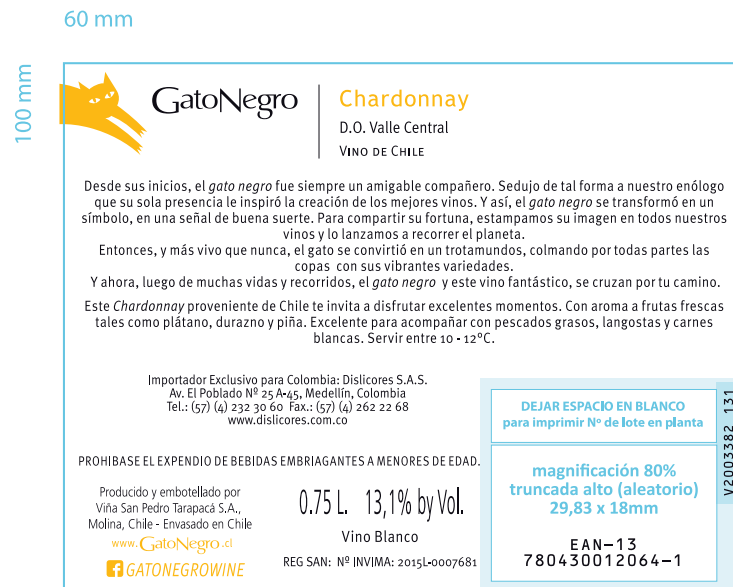 60 mm
100 mm
GatoNegro
Chardonnay
D.O. Valle Central
VINO DE CHILE
Desde sus inicios, el gato negro fue siempre un amigable compañero. Sedujo de tal forma a nuestro enólogo
que su sola presencia le inspiró la creación de los mejores vinos. Y así, el gato negro se transformó en un
símbolo, en una señal de buena suerte. Para compartir su fortuna, estampamos su imagen en todos nuestros
vinos y lo lanzamos a recorrer el planeta.
Entonces, y más vivo que nunca, el gato se convirtió en un trotamundos, colmando por todas partes las
copas con sus vibrantes variedades.
Y ahora, luego de muchas vidas y recorridos, el gato negro y este vino fantástico, se cruzan por tu camino.
Este Chardonnay proveniente de Chile te invita a disfrutar excelentes momentos. Con aroma a frutas frescas
tales como plátano, durazno y piña. Excelente para acompañar con pescados grasos, langostas y carnes
blancas. Servir entre 10 - 12°C.
Importador Exclusivo para Colombia: Dislicores S.A.S.
Av. El Poblado Nº 25 A-45, Medellín, Colombia
Tel.: (57) (4) 232 30 60 Fax.: (57) (4) 262 22 68
www.dislicores.com.co
PROHIBASE EL EXPENDIO DE BEBIDAS EMBRIAGANTES A MENORES DE EDAD.
Producido y embotellado por
Viña San Pedro Tarapacá S.A.,
Molina, Chile - Envasado en Chile
www.GatoNegro.cl
GATONEGROWINE
0.75 L. 13,1% by Vol.
Vino Blanco
REG SAN: Nº INVIMA: 2015L-0007681
DEJAR ESPACIO EN BLANCO
para imprimir Nº de lote en planta
magnificación 80%
truncada alto (aleatorio)
29,83 x 18mm
EAN-13
780430012064-1
V2003382 131